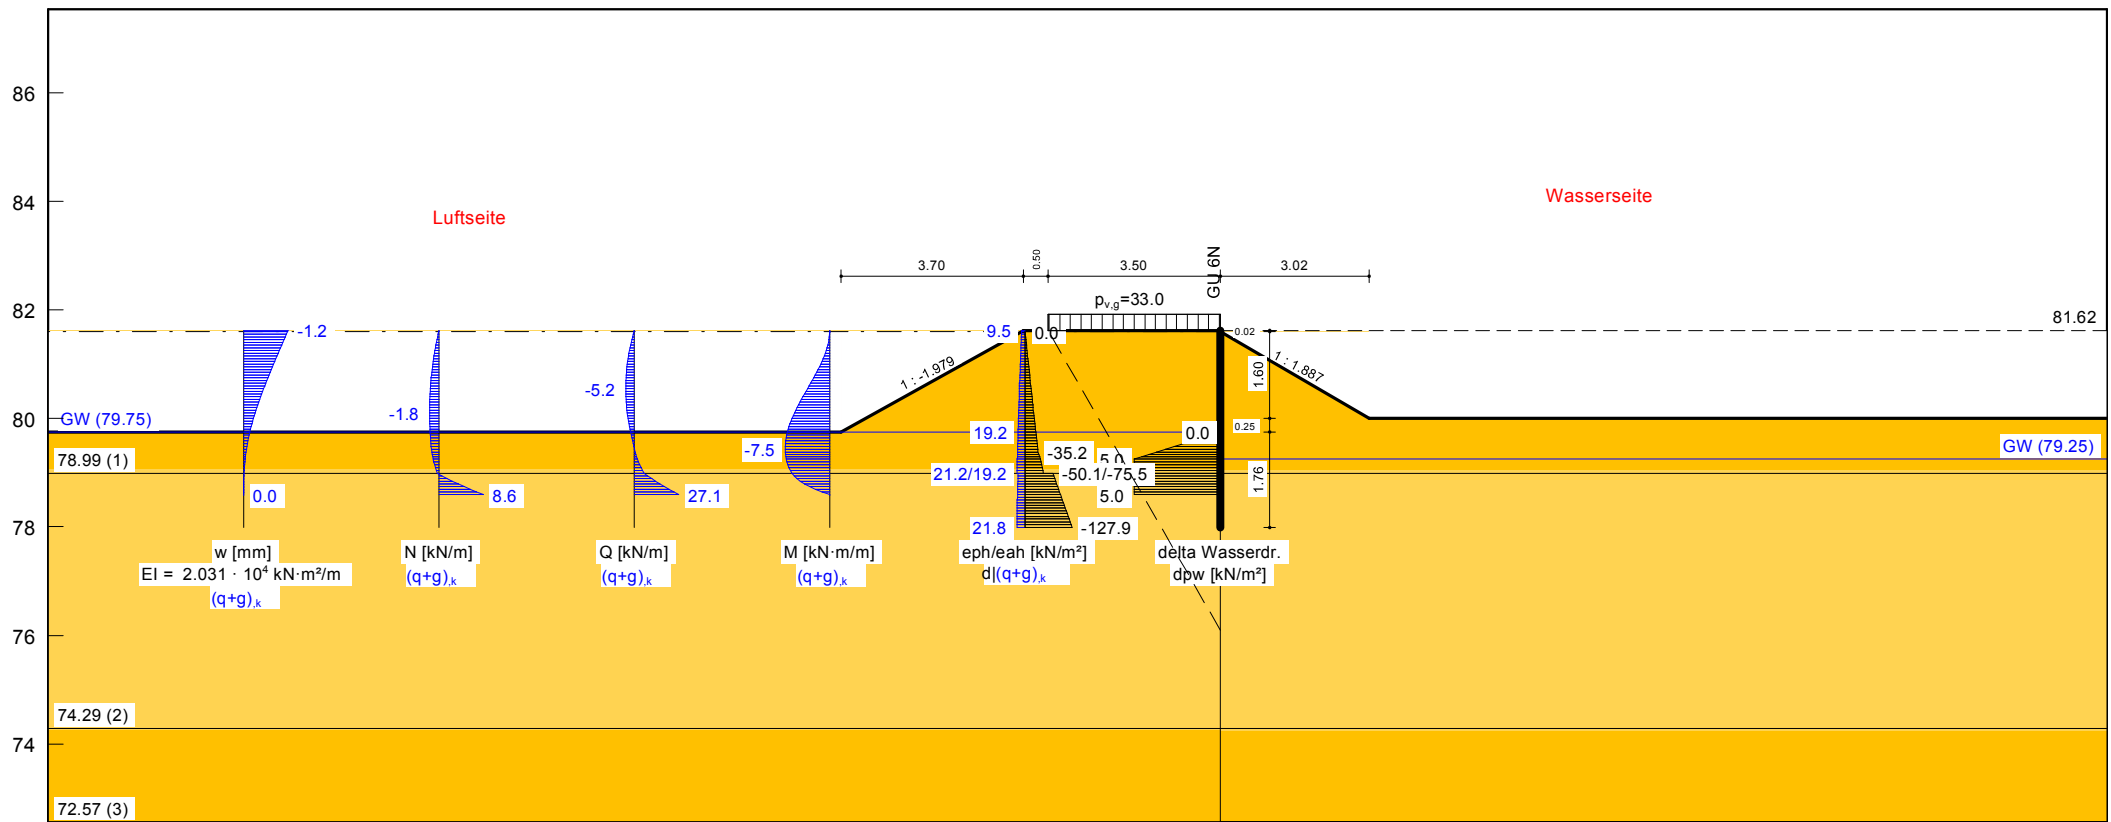 86
84
82
80
78
76
74
Luftseite
Wasserseite
3.70
0.50
3.50
GU 6N
3.02
p_v,g=33.0
81.62
-1.2
9.5
0.0
0.02
1 : -1.979
1 : 1.887
1.60
-5.2
-1.8
GW (79.75)
19.2
0.0
0.25
-7.5
-35.2
5.0
GW (79.25)
78.99 (1)
21.2/19.2
-50.1/-75.5
1.76
0.0
8.6
27.1
5.0
21.8
-127.9
w [mm]
EI = 2.031 · 10⁴ kN·m²/m
(q+g),k
N [kN/m]
(q+g),k
Q [kN/m]
(q+g),k
M [kN·m/m]
(q+g),k
eph/eah [kN/m²]
d|(q+g),k
delta Wasserdr.
dpw [kN/m²]
74.29 (2)
72.57 (3)